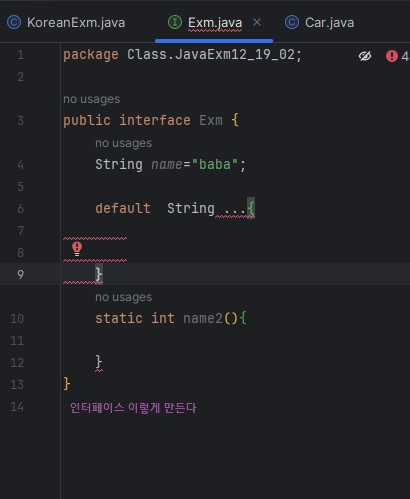 KoreanExm.java Exm.java Car.java
1 package Class.JavaExm12_19_02; 4
2
no usages
3 public interface Exm {
no usages
4 String name="baba";
5
6 default String ...{
7
8
9 }
no usages
10 static int name2(){
11
12 }
13 }
14 인터페이스 이렇게 만든다